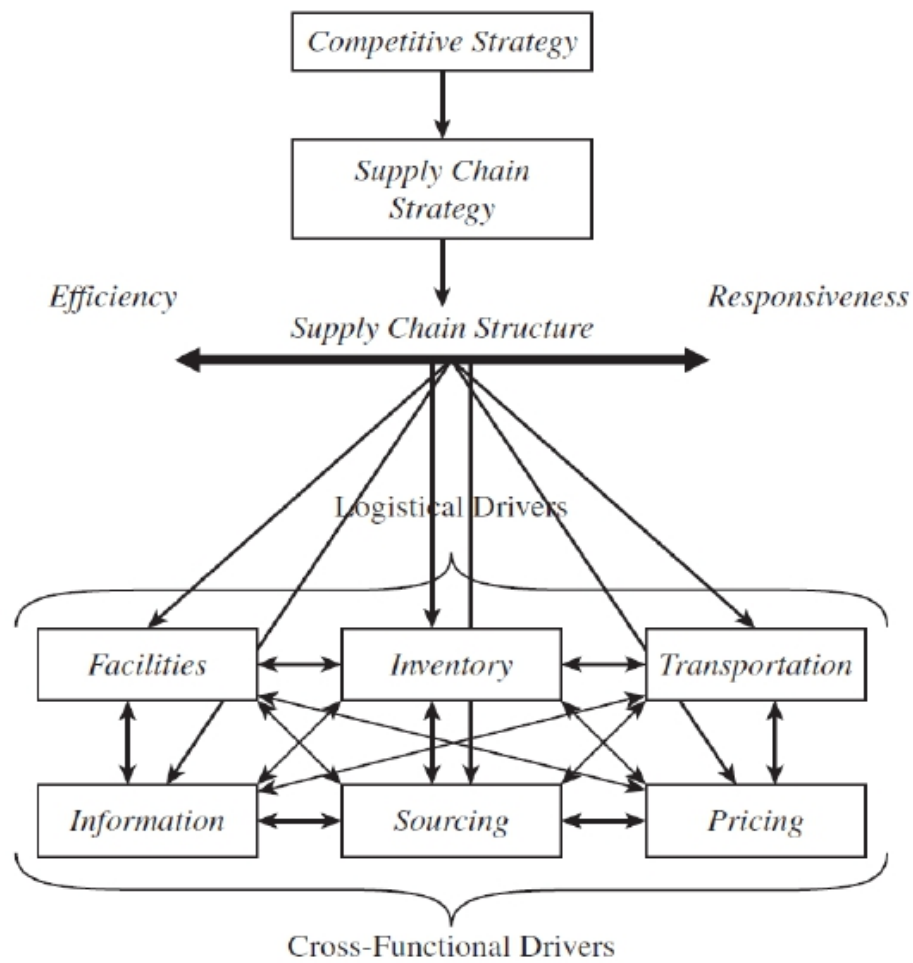 Competitive Strategy
Supply Chain
Strategy
Efficiency
Responsiveness
Supply Chain Structure
Logistical Drivers
Facilities
Inventory
Transportation
Information
Sourcing
Pricing
Cross-Functional Drivers